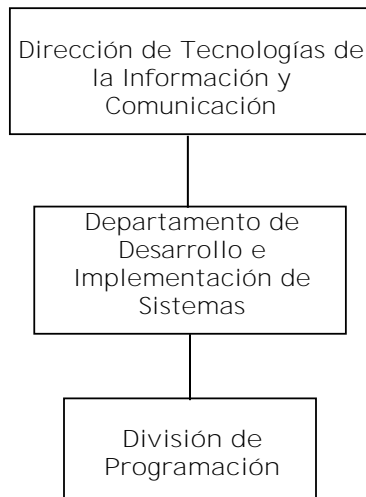 Dirección de Tecnologías de
la Información y
Comunicación
Departamento de
Desarrollo e
Implementación de
Sistemas
División de
Programación